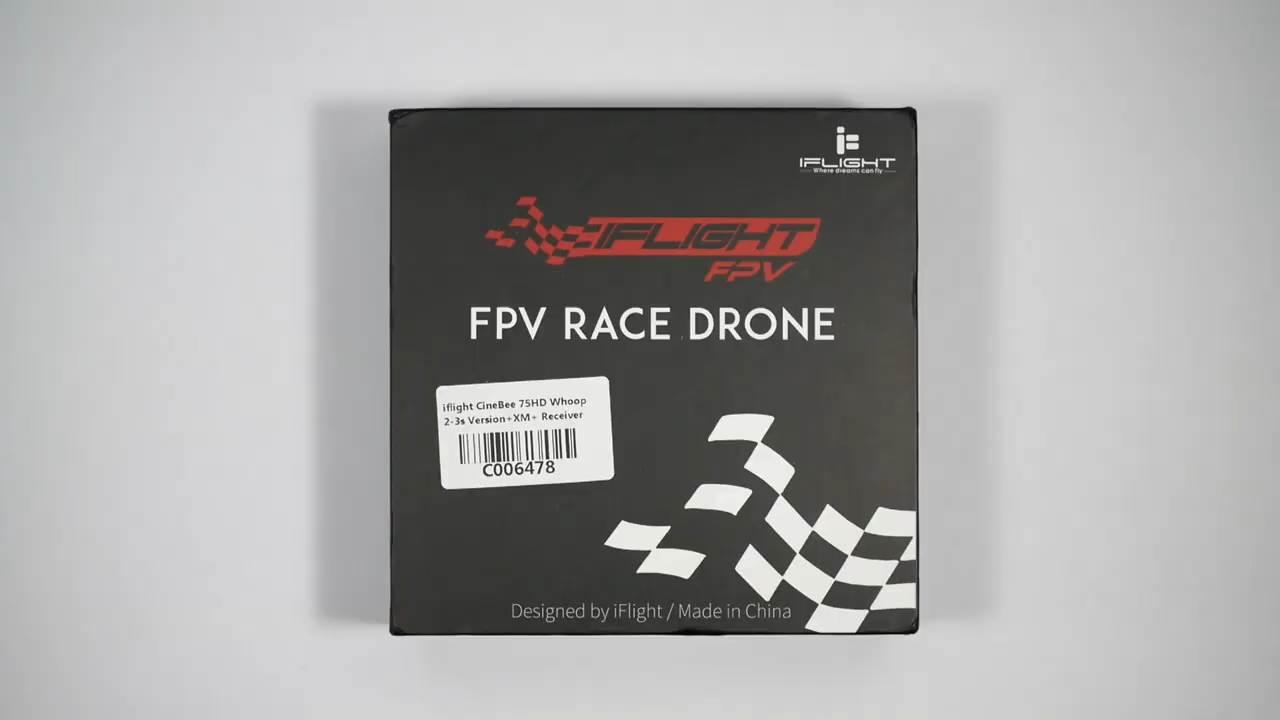 IFLIGHT
Where dreams can fly
IFLIGHT
FPV
FPV RACE DRONE
iflight CineBee 75HD Whoop
2-3s Version+XM+ Receiver
C006478
Designed by iFlight / Made in China